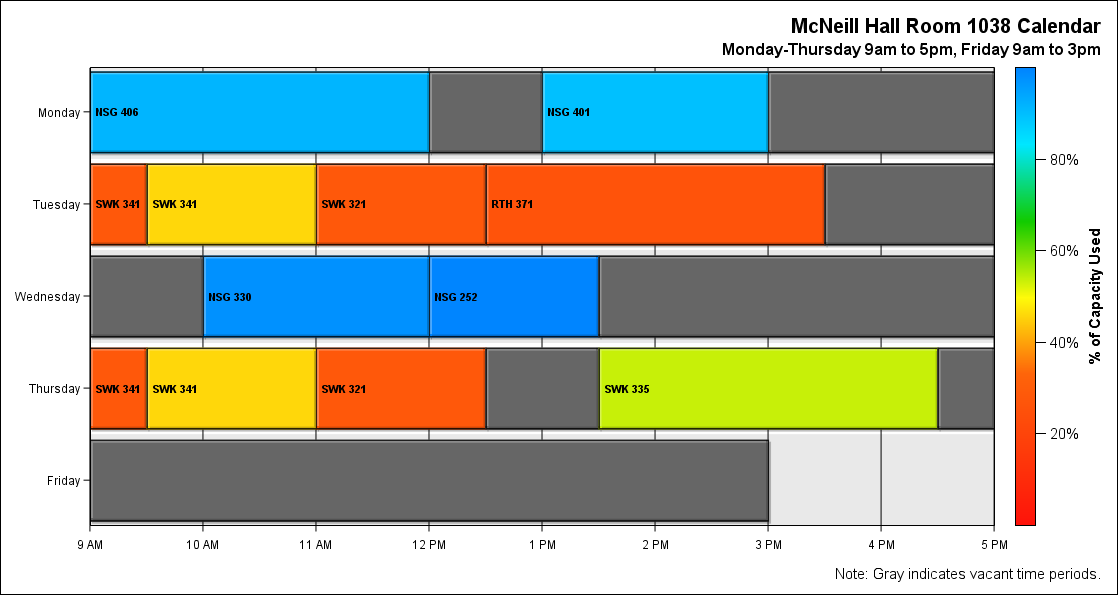 McNeill Hall Room 1038 Calendar
Monday-Thursday 9am to 5pm, Friday 9am to 3pm
Monday
NSG 406
NSG 401
Tuesday
SWK 341
SWK 341
SWK 321
RTH 371
Wednesday
NSG 330
NSG 252
Thursday
SWK 341
SWK 341
SWK 321
SWK 335
Friday
9 AM
10 AM
11 AM
12 PM
1 PM
2 PM
3 PM
4 PM
5 PM
80%
60%
40%
20%
% of Capacity Used
Note: Gray indicates vacant time periods.